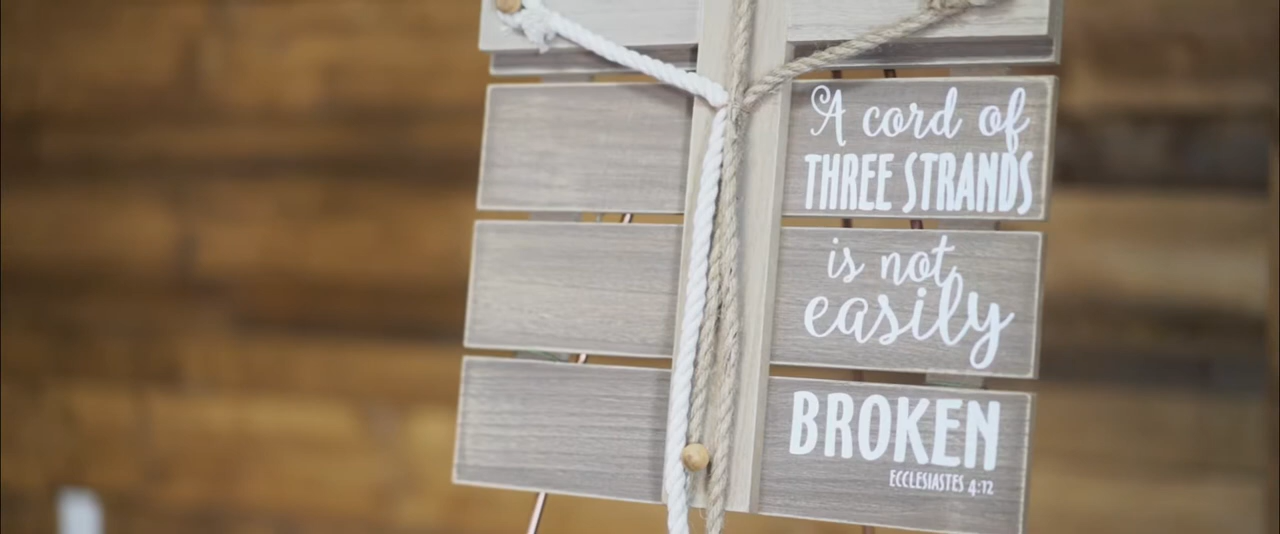 A cord of
THREE STRANDS
is not
easily
BROKEN
ECCLESIASTES 4:12